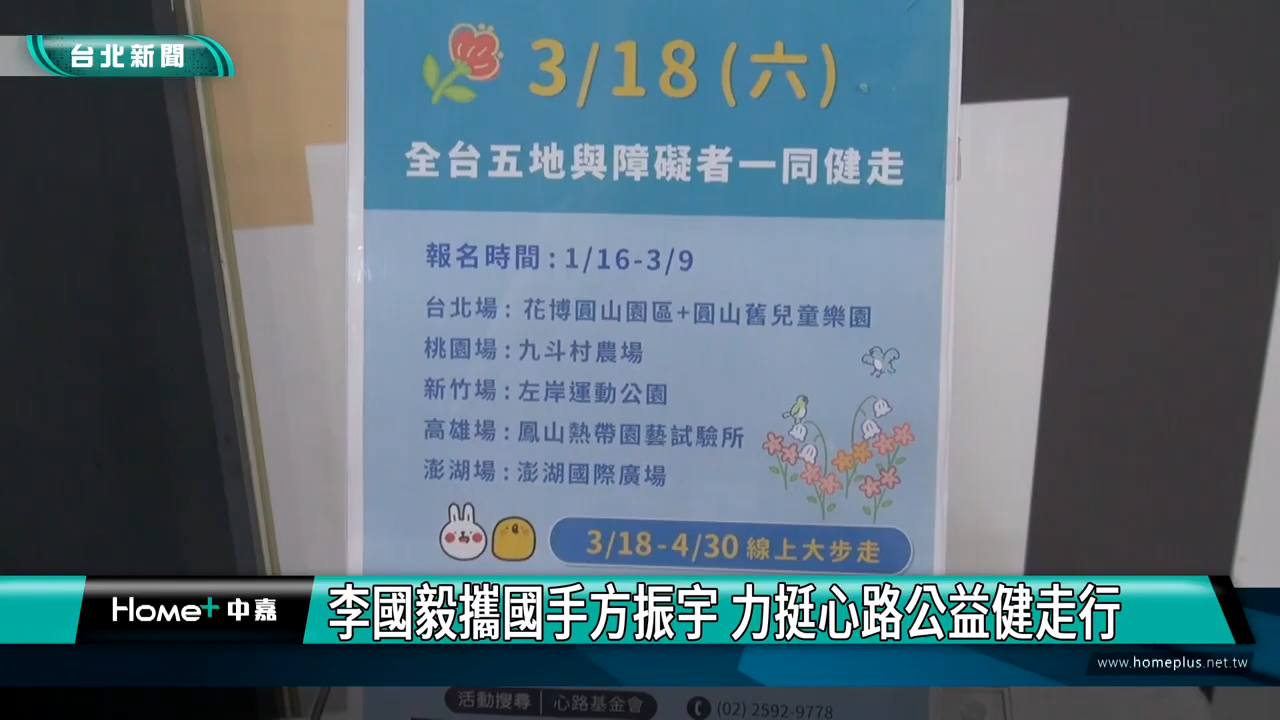 台北新聞
3/18(六)
全台五地與障礙者一同健走
報名時間:1/16-3/9
台北場:花博圓山園區+圓山舊兒童樂園
桃園場:九斗村農場
新竹場:左岸運動公園
高雄場:鳳山熱帶園藝試驗所
澎湖場:澎湖國際廣場
3/18-4/30線上大步走
Home+中嘉
李國毅攜國手方振宇 力挺心路公益健走行
www.homeplus.net.tw
活動搜尋|心路基金會 (02) 2592-9778